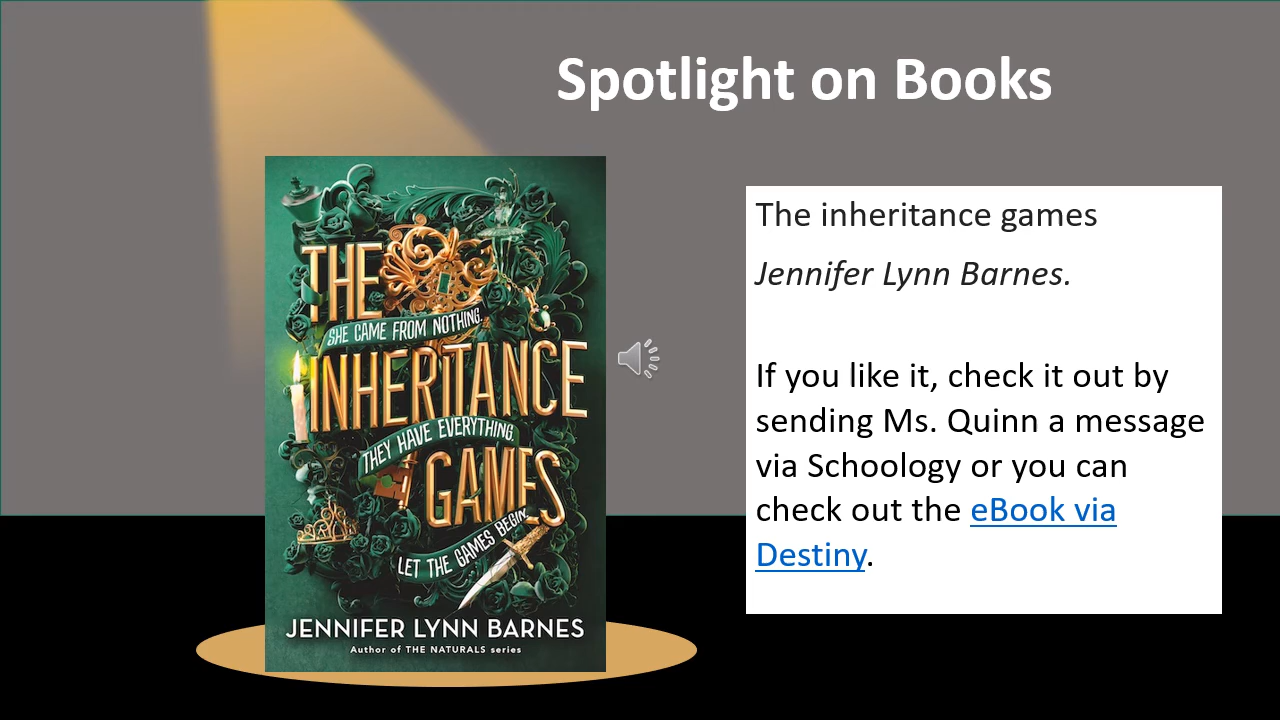 Spotlight on Books
THE
SHE CAME FROM NOTHING.
INHERITANCE
THEY HAVE EVERYTHING.
GAMES
LET THE GAMES BEGIN.
JENNIFER LYNN BARNES
Author of THE NATURALS series
The inheritance games
Jennifer Lynn Barnes.
If you like it, check it out by
sending Ms. Quinn a message
via Schoology or you can
check out the eBook via
Destiny.